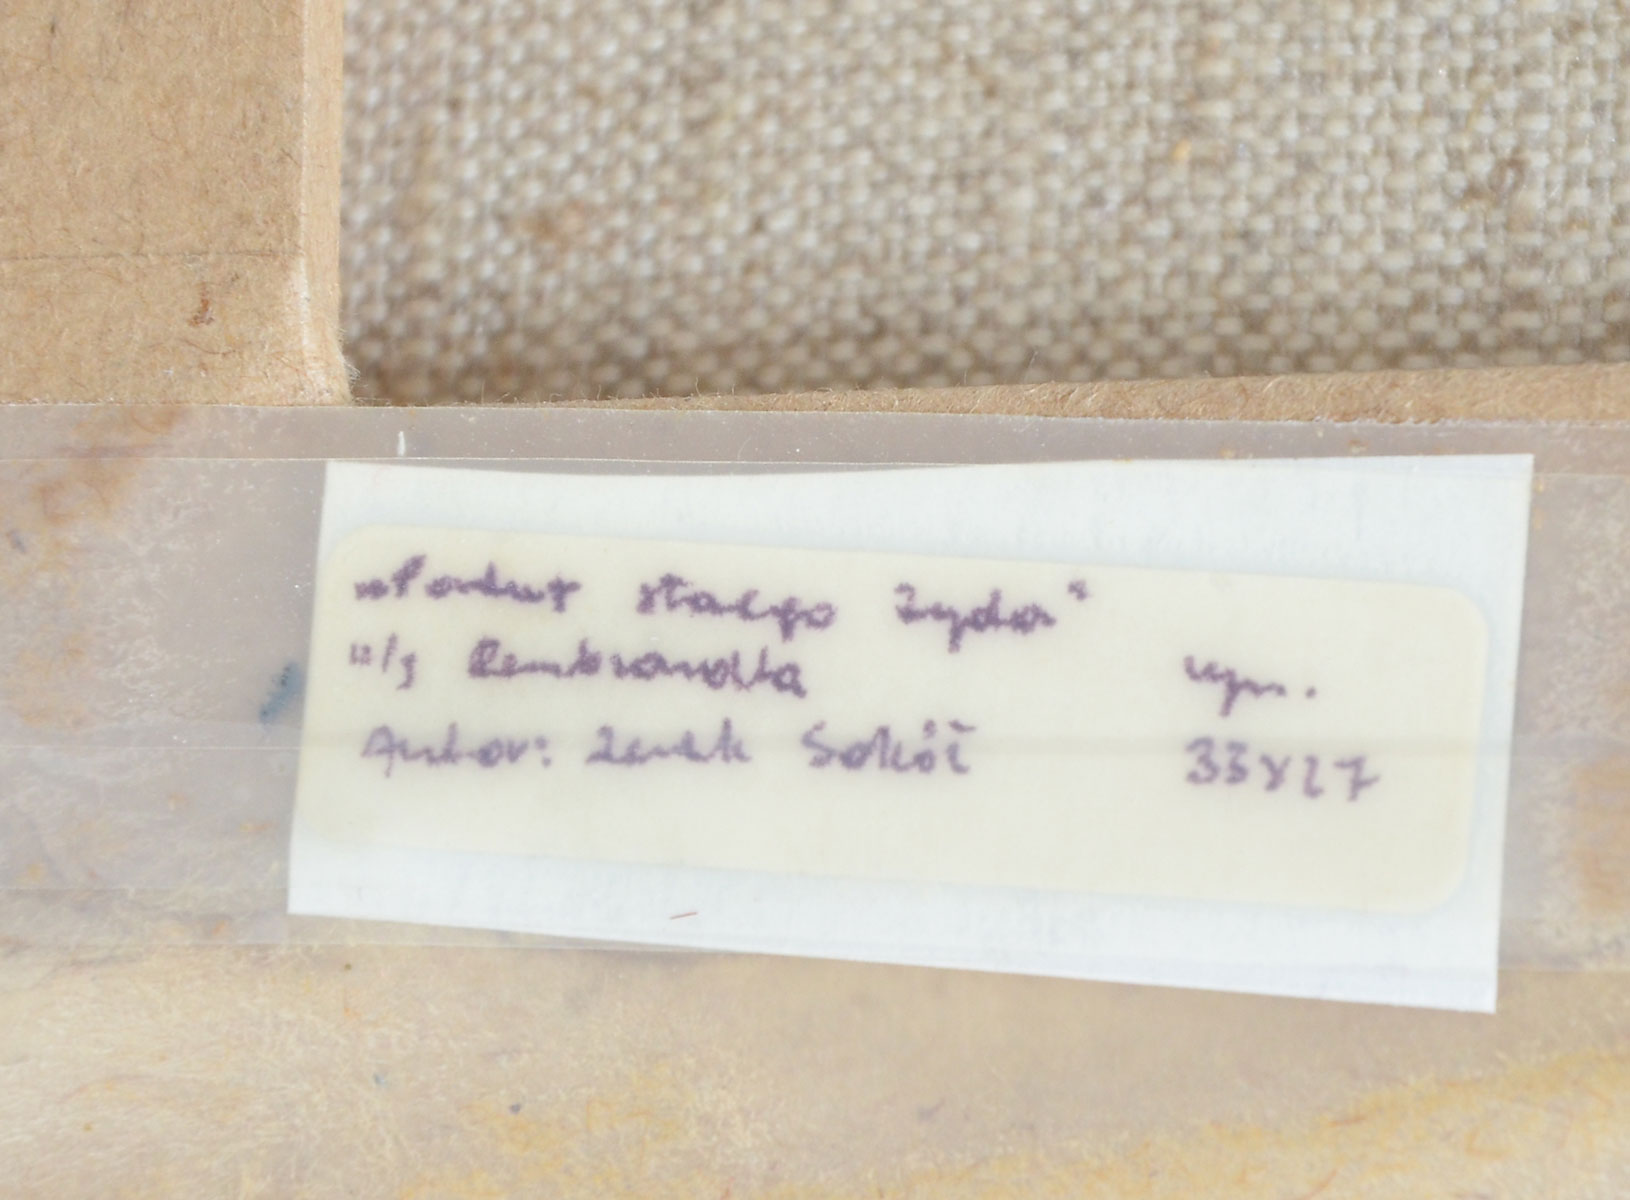 „Portret starego Żyda"
w/g Rembrandta wym.
Autor: Zenek Sokół 33x27